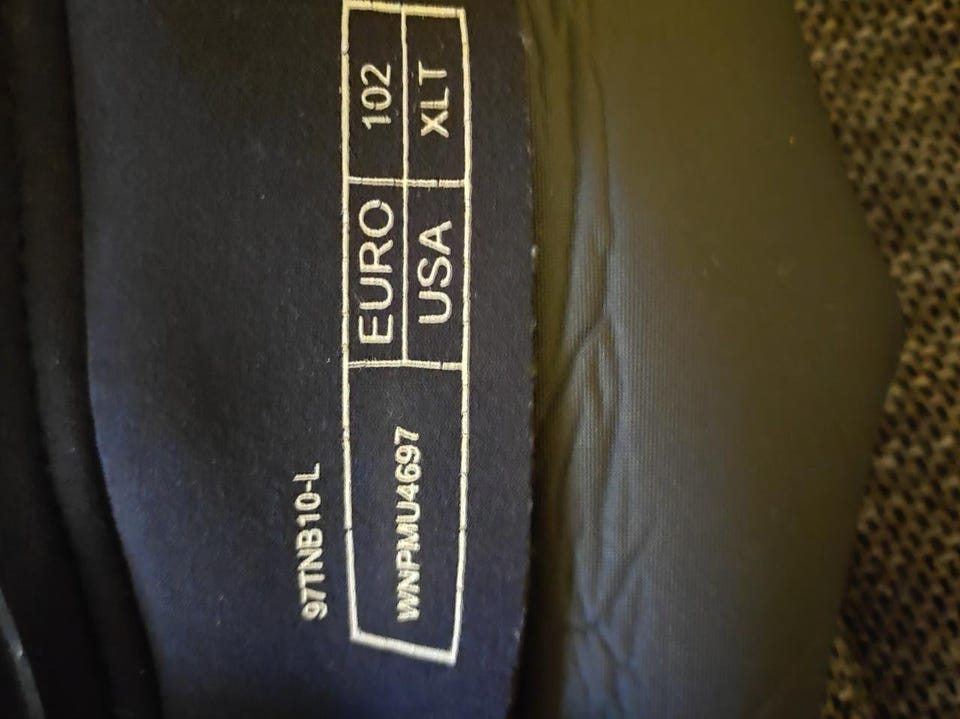 97TNB10-L
WNPMU4697
EURO 102
USA XLT